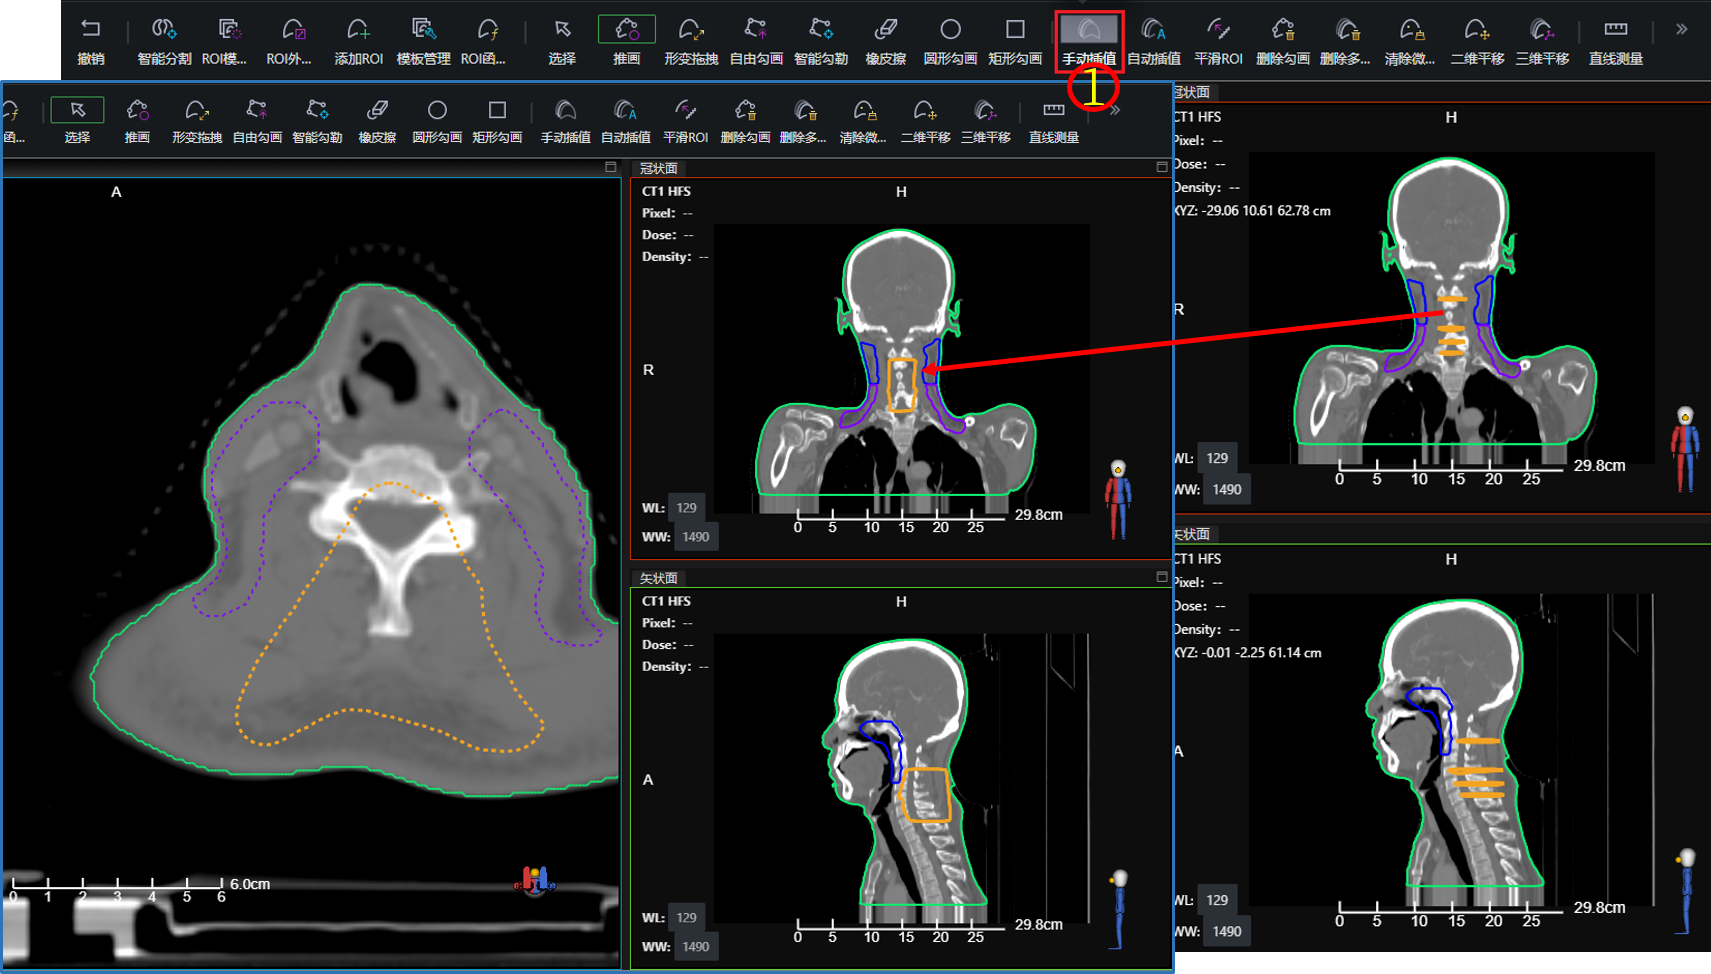 撤销 智能分割 ROI模... ROI外... 添加ROI 模板管理 ROI函... 选择 推画 形变拖拽 自由勾画 智能勾勒 橡皮擦 圆形勾画 矩形勾画 手动插值 自动插值 平滑ROI 删除勾画 删除多... 清除微... 二维平移 三维平移 直线测量
1
函... 选择 推画 形变拖拽 自由勾画 智能勾勒 橡皮擦 圆形勾画 矩形勾画 手动插值 自动插值 平滑ROI 删除勾画 删除多... 清除微... 二维平移 三维平移 直线测量
A
0 1 2 3 4 5 6 6.0cm
冠状面
CT1 HFS
H
Pixel: --
Dose: --
Density: --
R
WL: 129
WW: 1490
0 5 10 15 20 25 29.8cm
矢状面
CT1 HFS
H
Pixel: --
Dose: --
Density: --
A
WL: 129
WW: 1490
0 5 10 15 20 25 29.8cm
冠状面
CT1 HFS
H
Pixel: --
Dose: --
Density: --
XYZ: -29.06 10.61 62.78 cm
R
WL: 129
WW: 1490
0 5 10 15 20 25 29.8cm
矢状面
CT1 HFS
H
Pixel: --
Dose: --
Density: --
XYZ: -0.01 -2.25 61.14 cm
A
WL: 129
WW: 1490
0 5 10 15 20 25 29.8cm